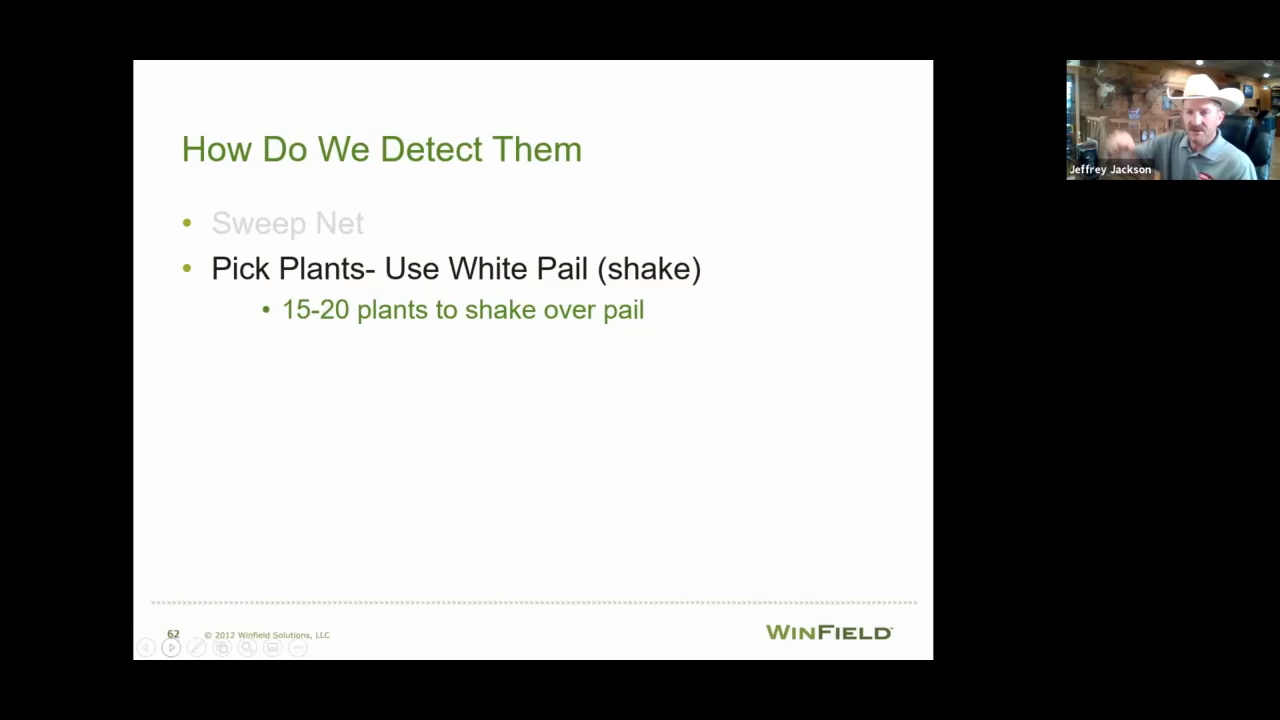 How Do We Detect Them
• Sweep Net
• Pick Plants- Use White Pail (shake)
• 15-20 plants to shake over pail
62
© 2012 Winfield Solutions, LLC
WINFIELD™
Jeffrey Jackson